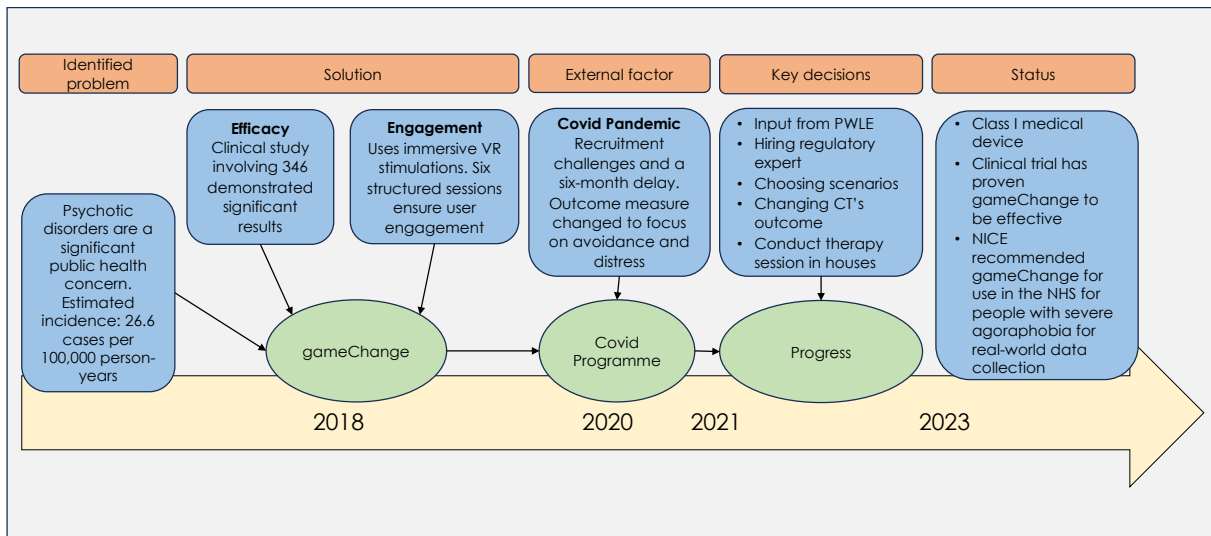 Identified
problem
Solution
External factor
Key decisions
Status
Psychotic
disorders are a
significant
public health
concern.
Estimated
incidence: 26.6
cases per
100,000 person-
years
Efficacy
Clinical study
involving 346
demonstrated
significant
results
Engagement
Uses immersive VR
stimulations. Six
structured sessions
ensure user
engagement
Covid Pandemic
Recruitment
challenges and a
six-month delay.
Outcome measure
changed to focus
on avoidance and
distress
• Input from PWLE
• Hiring regulatory
expert
• Choosing scenarios
• Changing CT's
outcome
• Conduct therapy
session in houses
• Class I medical
device
• Clinical trial has
proven
gameChange to
be effective
• NICE
recommended
gameChange for
use in the NHS for
people with severe
agoraphobia for
real-world data
collection
gameChange
Covid
Programme
Progress
2018
2020
2021
2023